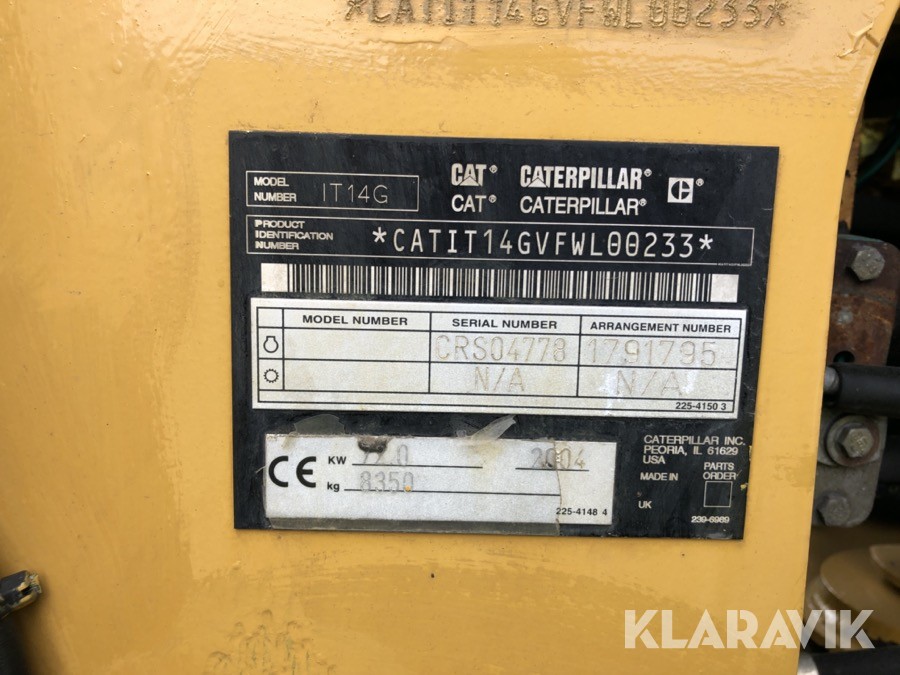 *CATIT14GVFWL00233*
MODEL NUMBER IT14G
CAT® CATERPILLAR®
CAT® CATERPILLAR®
PRODUCT IDENTIFICATION NUMBER *CATIT14GVFWL00233*
MODEL NUMBER SERIAL NUMBER ARRANGEMENT NUMBER
CRS04778 1791795
N/A N/A
225-4150 3
CE
KW 2004
kg 8350
225-4148 4
CATERPILLAR INC.
PEORIA, IL 61629
USA
MADE IN
UK
PARTS
ORDER
239-6989
KLARAVIK